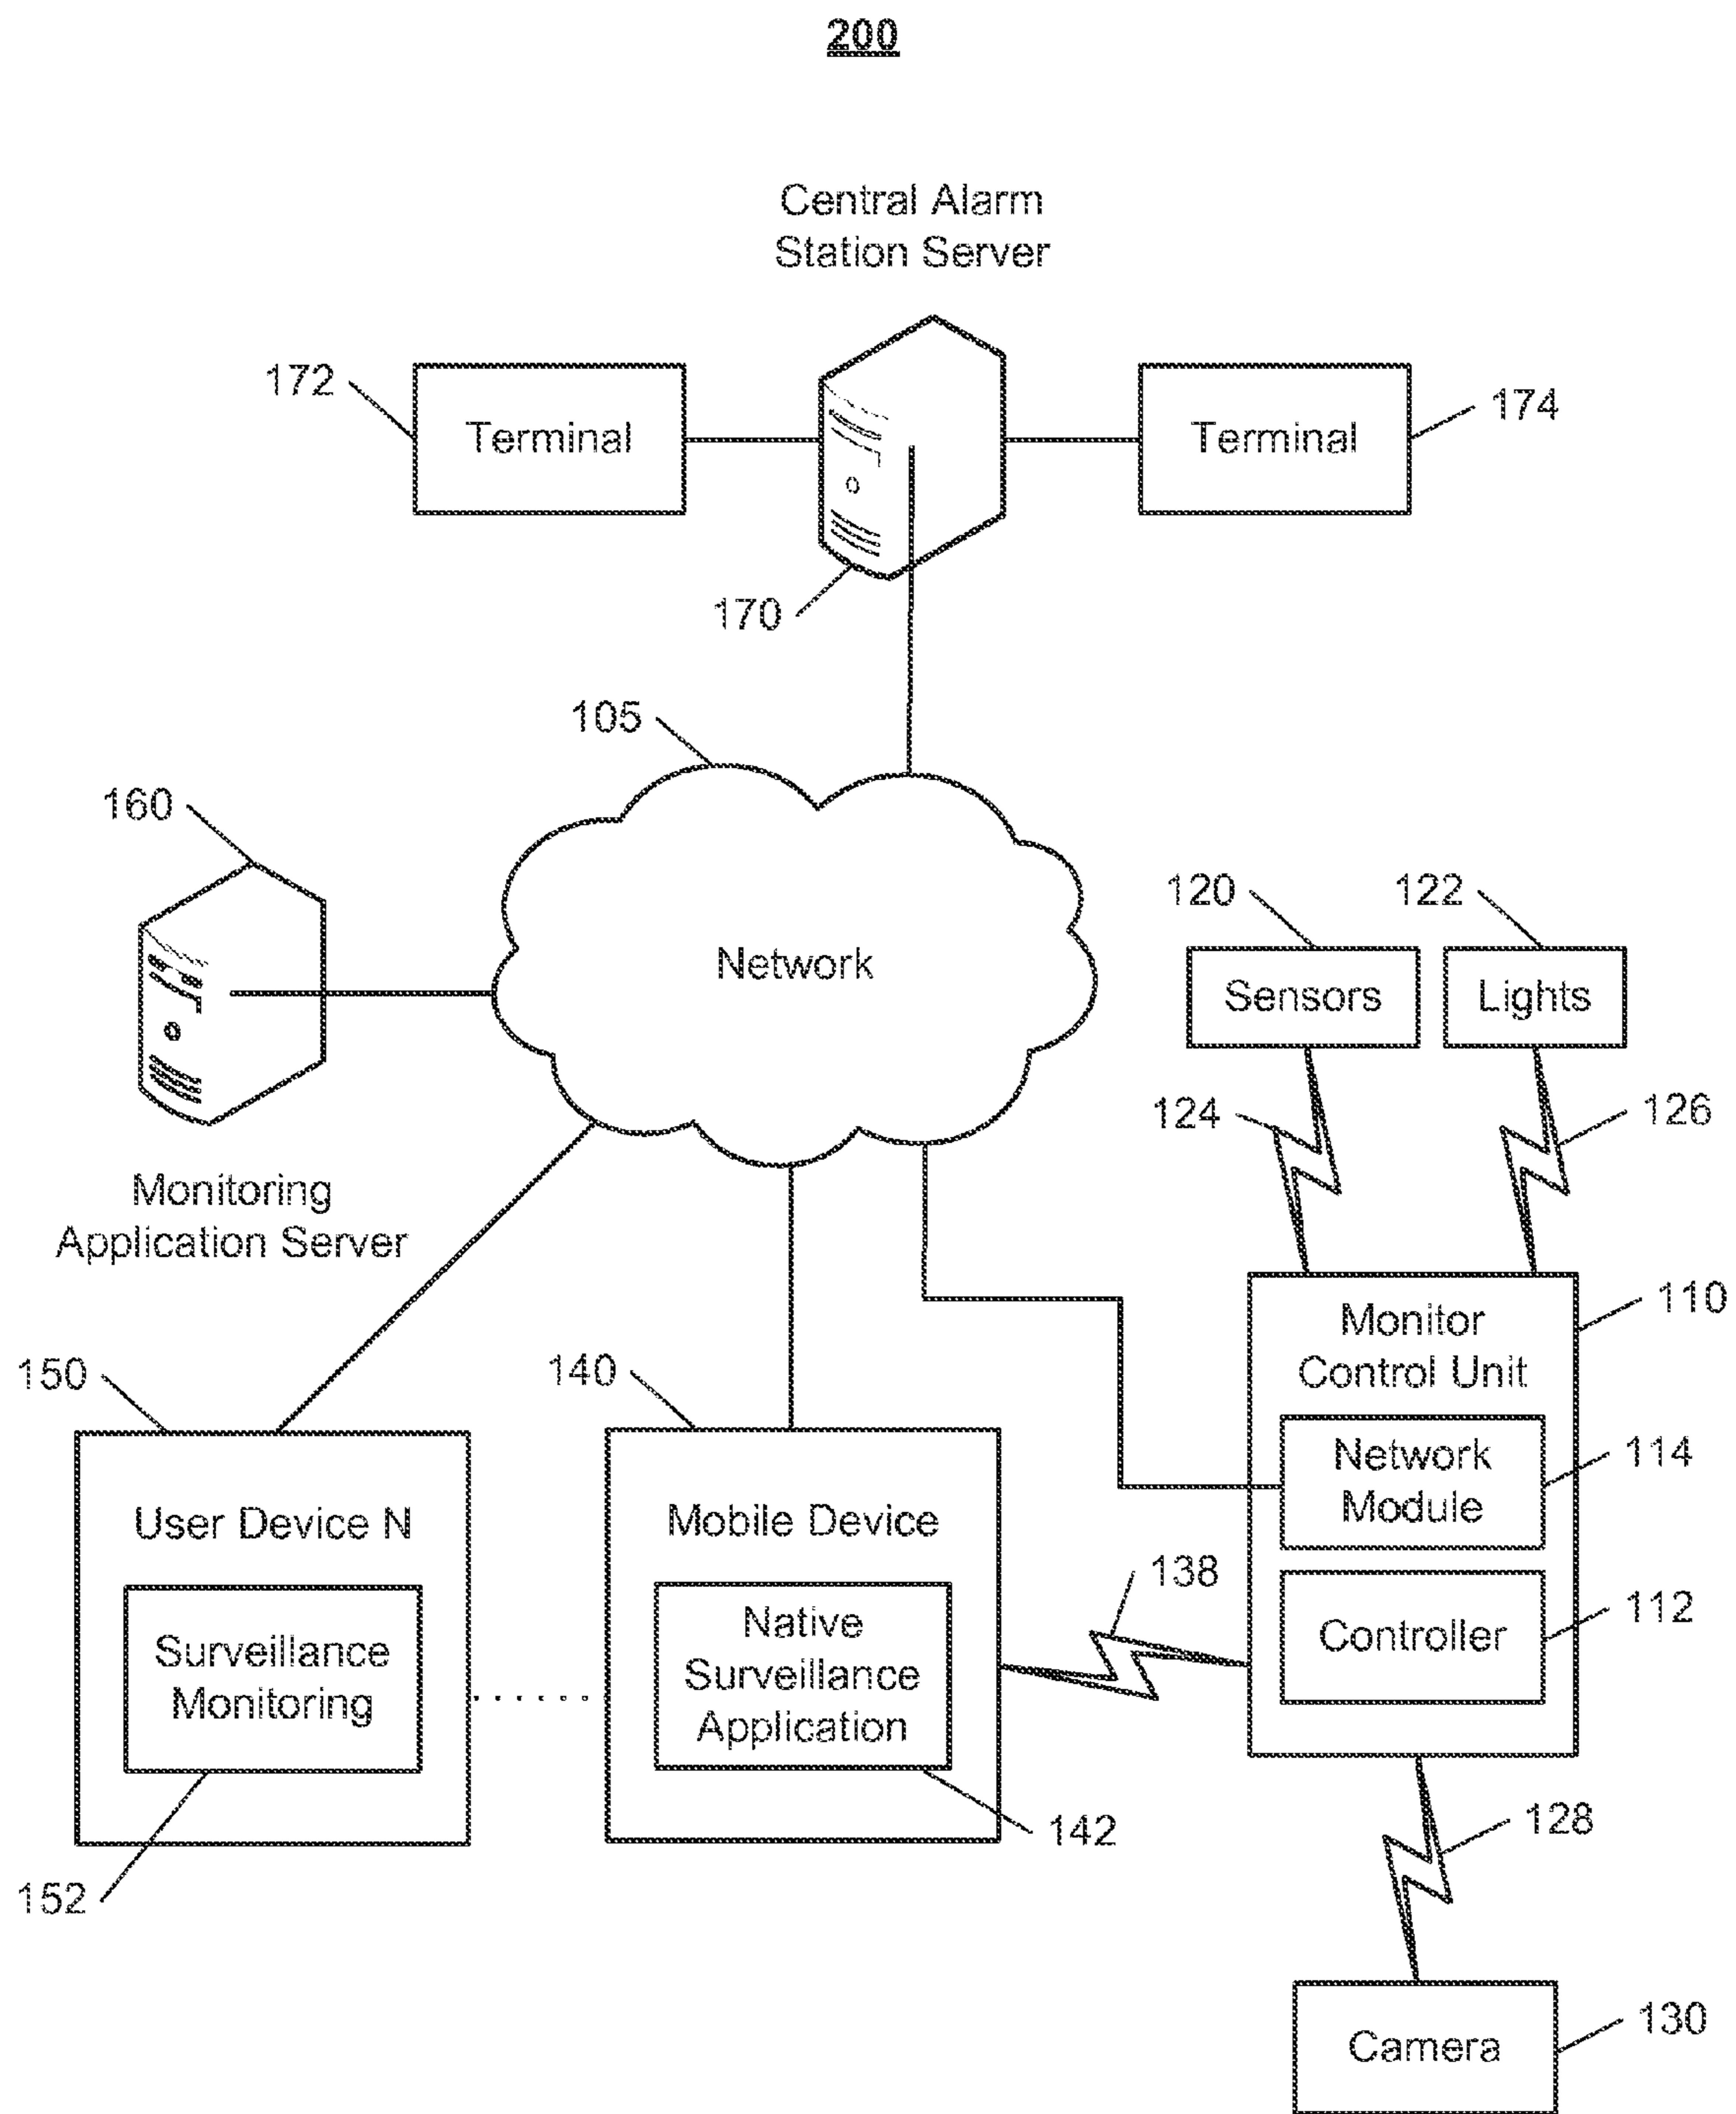 200
Central Alarm
Station Server
172
Terminal
Terminal
174
170
105
160
Network
120
122
Sensors
Lights
124
126
Monitoring
Application Server
110
Monitor
Control Unit
150
140
Network
Module
114
User Device N
Mobile Device
138
112
Controller
Surveillance
Monitoring
Native
Surveillance
Application
142
152
128
130
Camera